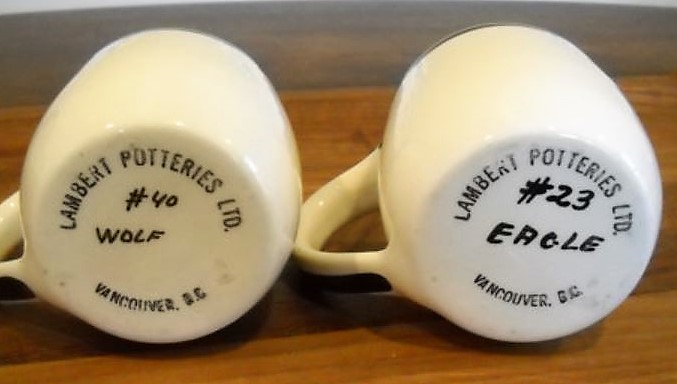 LAMBERT POTTERIES LTD.
#40
WOLF
VANCOUVER, B.C.
LAMBERT POTTERIES LTD.
#23
EAGLE
VANCOUVER, B.C.